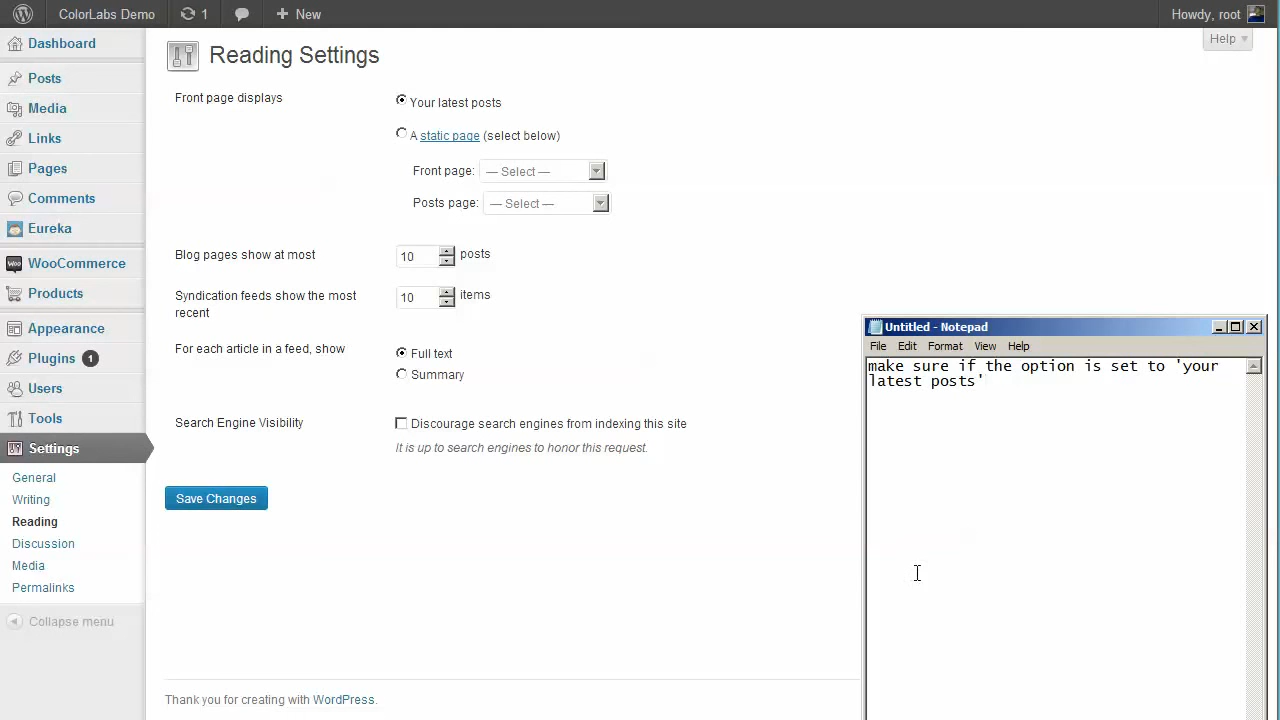 ColorLabs Demo 1 New Howdy, root
Help
Dashboard
Posts
Media
Links
Pages
Comments
Eureka
WooCommerce
Products
Appearance
Plugins 1
Users
Tools
Settings
General
Writing
Reading
Discussion
Media
Permalinks
Collapse menu
Reading Settings
Front page displays
Your latest posts
A static page (select below)
Front page: — Select —
Posts page: — Select —
Blog pages show at most 10 posts
Syndication feeds show the most
recent
10 items
For each article in a feed, show
Full text
Summary
Search Engine Visibility
Discourage search engines from indexing this site
It is up to search engines to honor this request.
Save Changes
Thank you for creating with WordPress.
Untitled - Notepad
File Edit Format View Help
make sure if the option is set to 'your
latest posts'